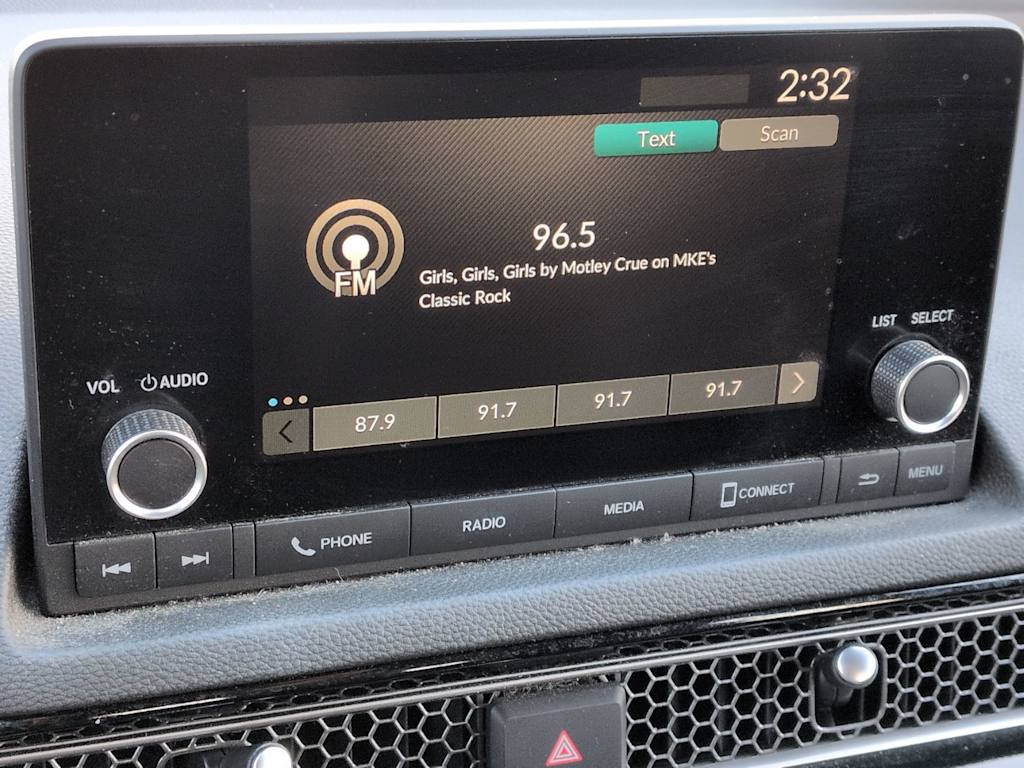 2:32
Text Scan
96.5
FM
Girls, Girls, Girls by Motley Crue on MKE's
Classic Rock
LIST SELECT
VOL AUDIO
87.9 91.7 91.7 91.7
PHONE RADIO MEDIA CONNECT MENU